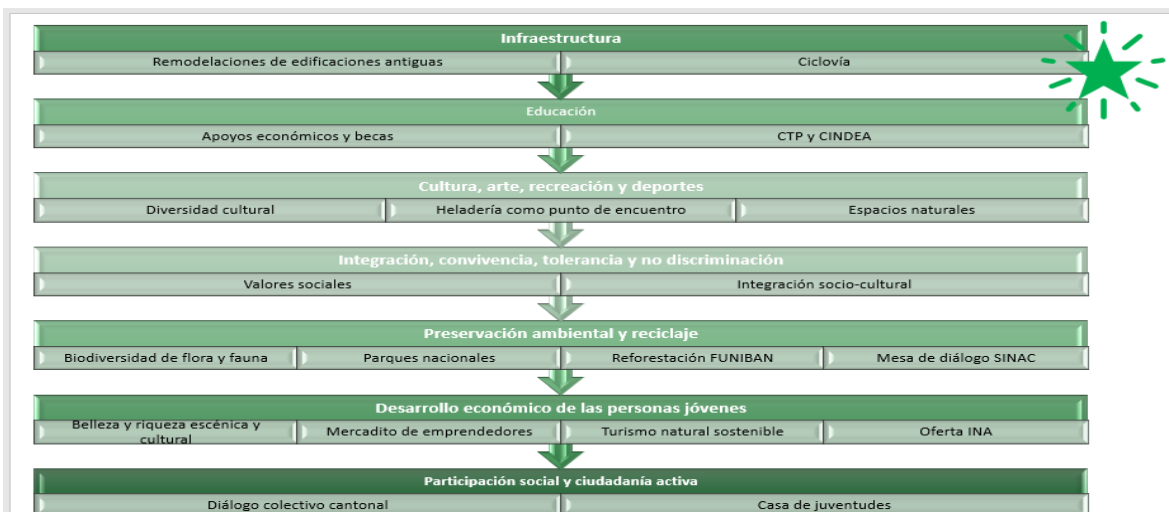 Infraestructura
Remodelaciones de edificaciones antiguas
Ciclovía
Educación
Apoyos económicos y becas
CTP y CINDEA
Cultura, arte, recreación y deportes
Diversidad cultural
Heladería como punto de encuentro
Espacios naturales
Integración, convivencia, tolerancia y no discriminación
Valores sociales
Integración socio-cultural
Preservación ambiental y reciclaje
Biodiversidad de flora y fauna
Parques nacionales
Reforestación FUNIBAN
Mesa de diálogo SINAC
Desarrollo económico de las personas jóvenes
Belleza y riqueza escénica y
cultural
Mercadito de emprendedores
Turismo natural sostenible
Oferta INA
Participación social y ciudadanía activa
Diálogo colectivo cantonal
Casa de juventudes